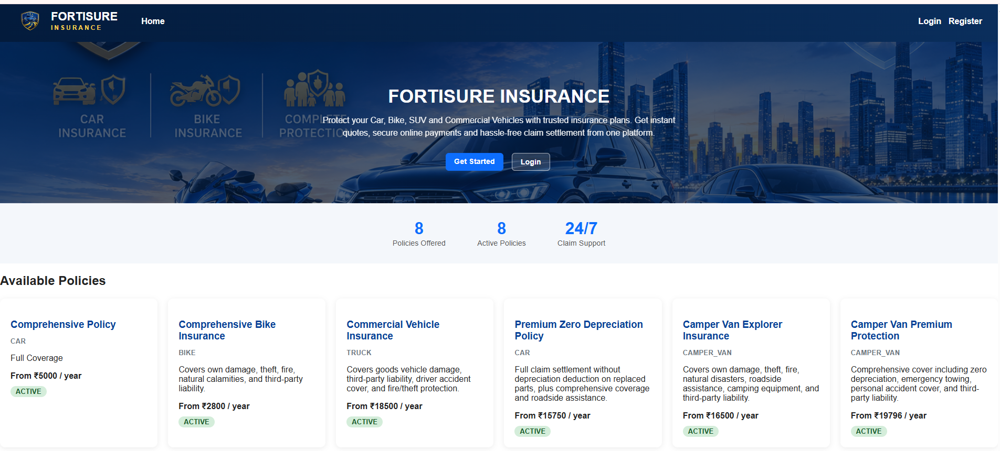 FORTISURE
INSURANCE
Home
Login
Register
CAR
INSURANCE
BIKE
INSURANCE
COMPLETE
PROTECTION
FORTISURE INSURANCE
Protect your Car, Bike, SUV and Commercial Vehicles with trusted insurance plans. Get instant
quotes, secure online payments and hassle-free claim settlement from one platform.
Get Started
Login
8
Policies Offered
8
Active Policies
24/7
Claim Support
Available Policies
Comprehensive Policy
CAR
Full Coverage
From ₹5000 / year
ACTIVE
Comprehensive Bike
Insurance
BIKE
Covers own damage, theft, fire,
natural calamities, and third-party
liability.
From ₹2800 / year
ACTIVE
Commercial Vehicle
Insurance
TRUCK
Covers goods vehicle damage,
third-party liability, driver accident
cover, and fire/theft protection.
From ₹18500 / year
ACTIVE
Premium Zero Depreciation
Policy
CAR
Full claim settlement without
depreciation deduction on replaced
parts, plus comprehensive coverage
and roadside assistance.
From ₹15750 / year
ACTIVE
Camper Van Explorer
Insurance
CAMPER_VAN
Covers own damage, theft, fire,
natural disasters, roadside
assistance, camping equipment, and
third-party liability.
From ₹16500 / year
ACTIVE
Camper Van Premium
Protection
CAMPER_VAN
Comprehensive cover including zero
depreciation, emergency towing,
personal accident cover, and third-
party liability.
From ₹19796 / year
ACTIVE